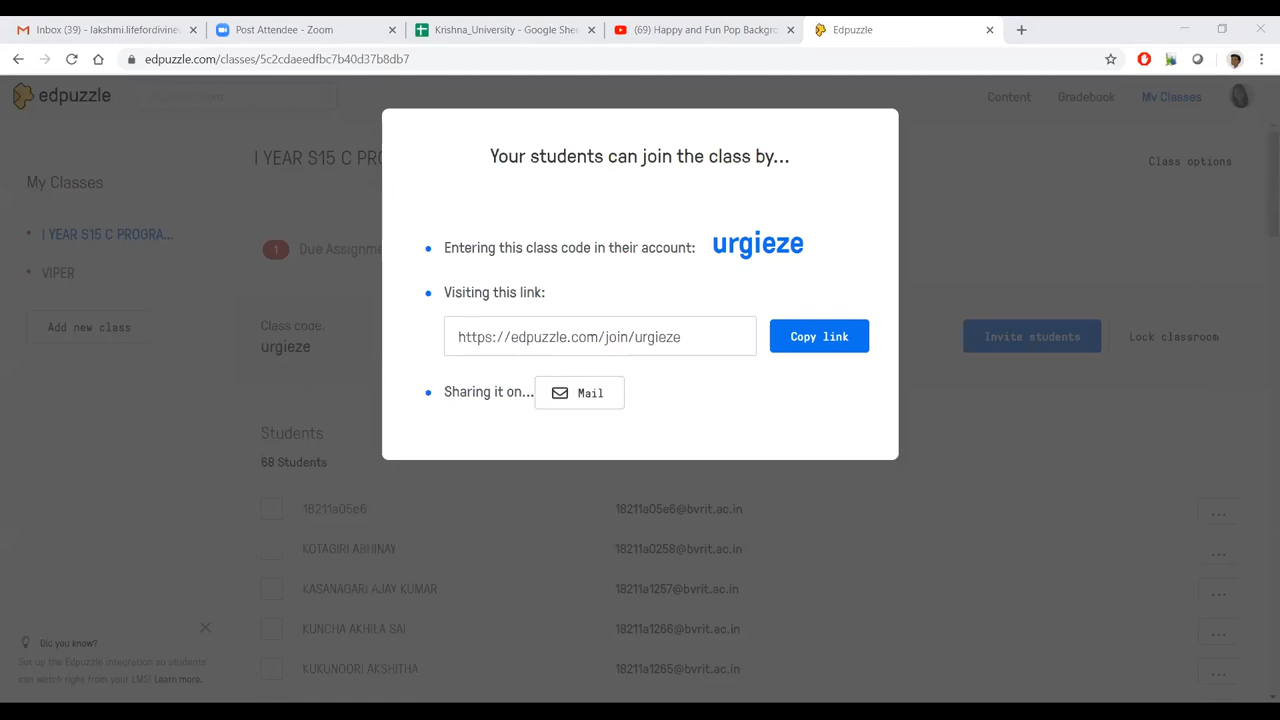 Inbox (39) - lakshmi.lifefordivine
Post Attendee - Zoom
Krishna_University - Google She
(69) Happy and Fun Pop Backgro
Edpuzzle
edpuzzle.com/classes/5c2cdaeedfbc7b40d37b8db7
edpuzzle
Content
Gradebook
My Classes
My Classes
I YEAR S15 C PRO
Class options
I YEAR S15 C PROGRA...
VIPER
Add new class
1 Due Assignme
Class code.
urgieze
Invite students
Lock classroom
Your students can join the class by...
Entering this class code in their account: urgieze
Visiting this link:
https://edpuzzle.com/join/urgieze
Copy link
Sharing it on... Mail
Students
68 Students
18211a05e6 18211a05e6@bvrit.ac.in ...
KOTAGIRI ABHINAY 18211a0258@bvrit.ac.in ...
KASANAGARI AJAY KUMAR 18211a1257@bvrit.ac.in ...
KUNCHA AKHILA SAI 18211a1266@bvrit.ac.in ...
KUKUNOORI AKSHITHA 18211a1265@bvrit.ac.in ...
Did you know?
Set up the Edpuzzle integration so students
can watch right from your LMS! Learn more.